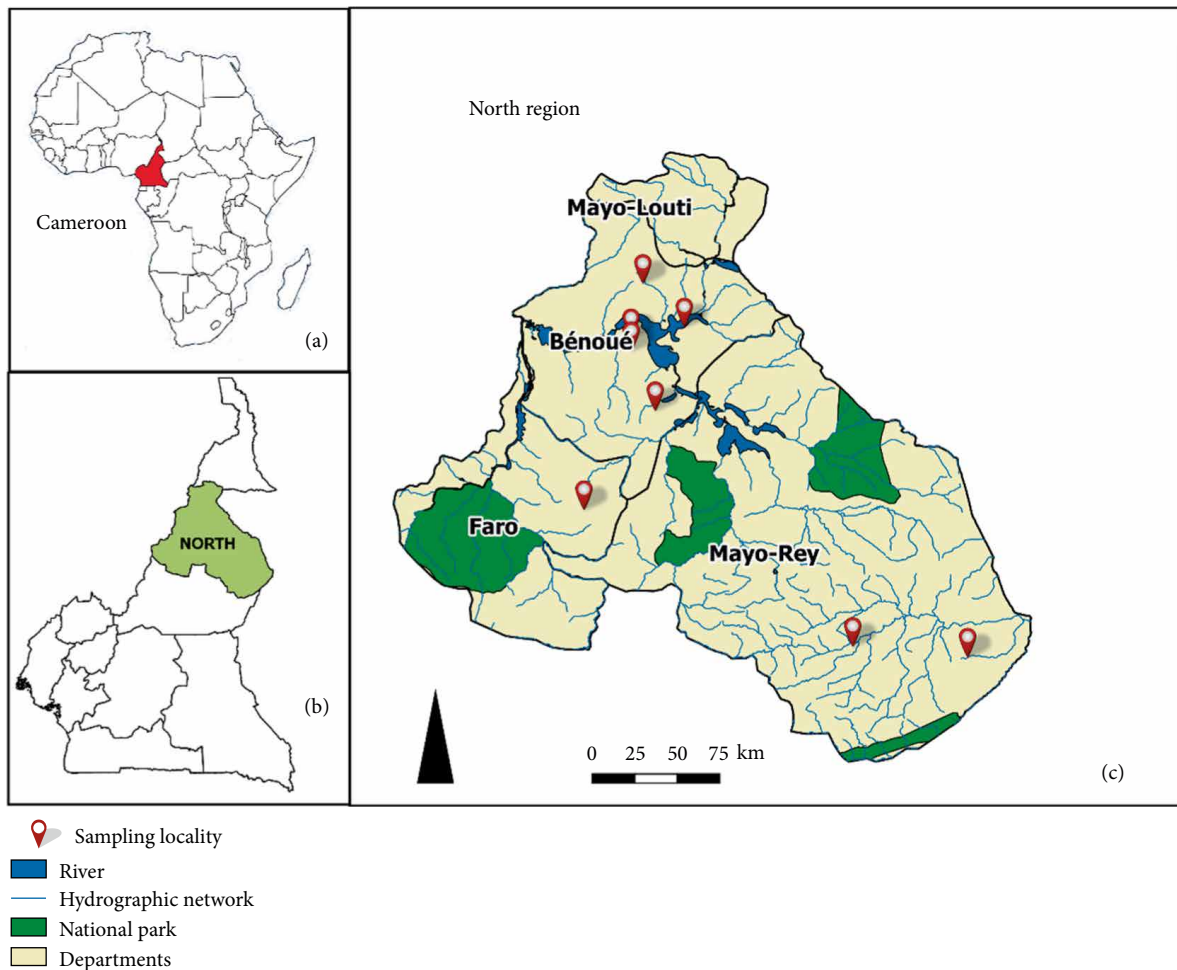 Cameroon
(a)
NORTH
(b)
North region
Mayo-Louti
Bénoué
Faro
Mayo-Rey
0 25 50 75 km
(c)
Sampling locality
River
Hydrographic network
National park
Departments